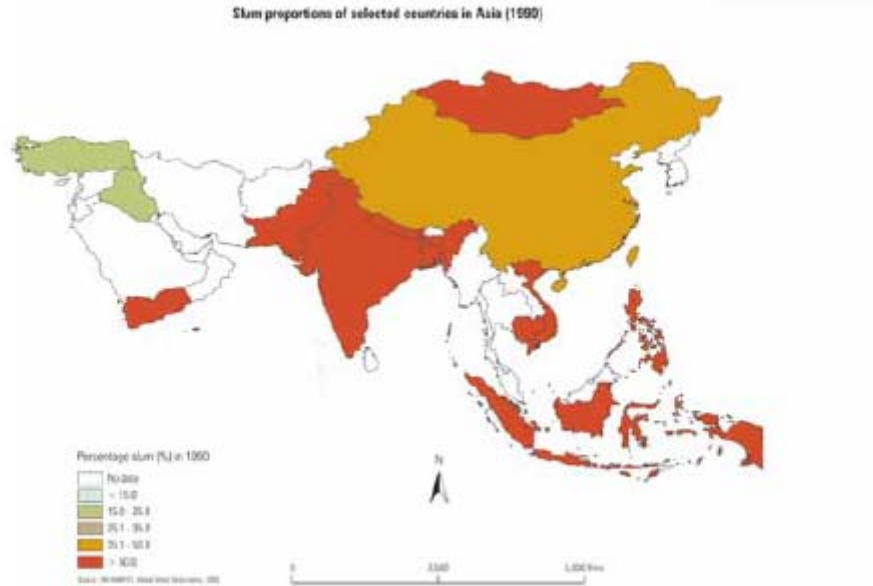 Slum proportions of selected countries in Asia (1990)
Percentage slum (%) in 1990
No data
< 15.0
15.0 - 25.0
25.1 - 35.0
35.1 - 50.0
> 50.0
N
0